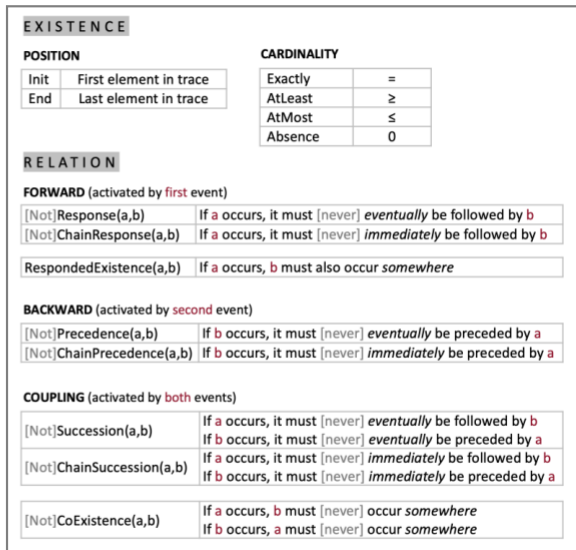 EXISTENCE
POSITION
Init First element in trace
End Last element in trace
CARDINALITY
Exactly =
AtLeast ≥
AtMost ≤
Absence 0
RELATION
FORWARD (activated by first event)
[Not]Response(a,b) If a occurs, it must [never] eventually be followed by b
[Not]ChainResponse(a,b) If a occurs, it must [never] immediately be followed by b
RespondedExistence(a,b) If a occurs, b must also occur somewhere
BACKWARD (activated by second event)
[Not]Precedence(a,b) If b occurs, it must [never] eventually be preceded by a
[Not]ChainPrecedence(a,b) If b occurs, it must [never] immediately be preceded by a
COUPLING (activated by both events)
[Not]Succession(a,b) If a occurs, it must [never] eventually be followed by b
If b occurs, it must [never] eventually be preceded by a
[Not]ChainSuccession(a,b) If a occurs, it must [never] immediately be followed by b
If b occurs, it must [never] immediately be preceded by a
[Not]CoExistence(a,b) If a occurs, b must [never] occur somewhere
If b occurs, a must [never] occur somewhere